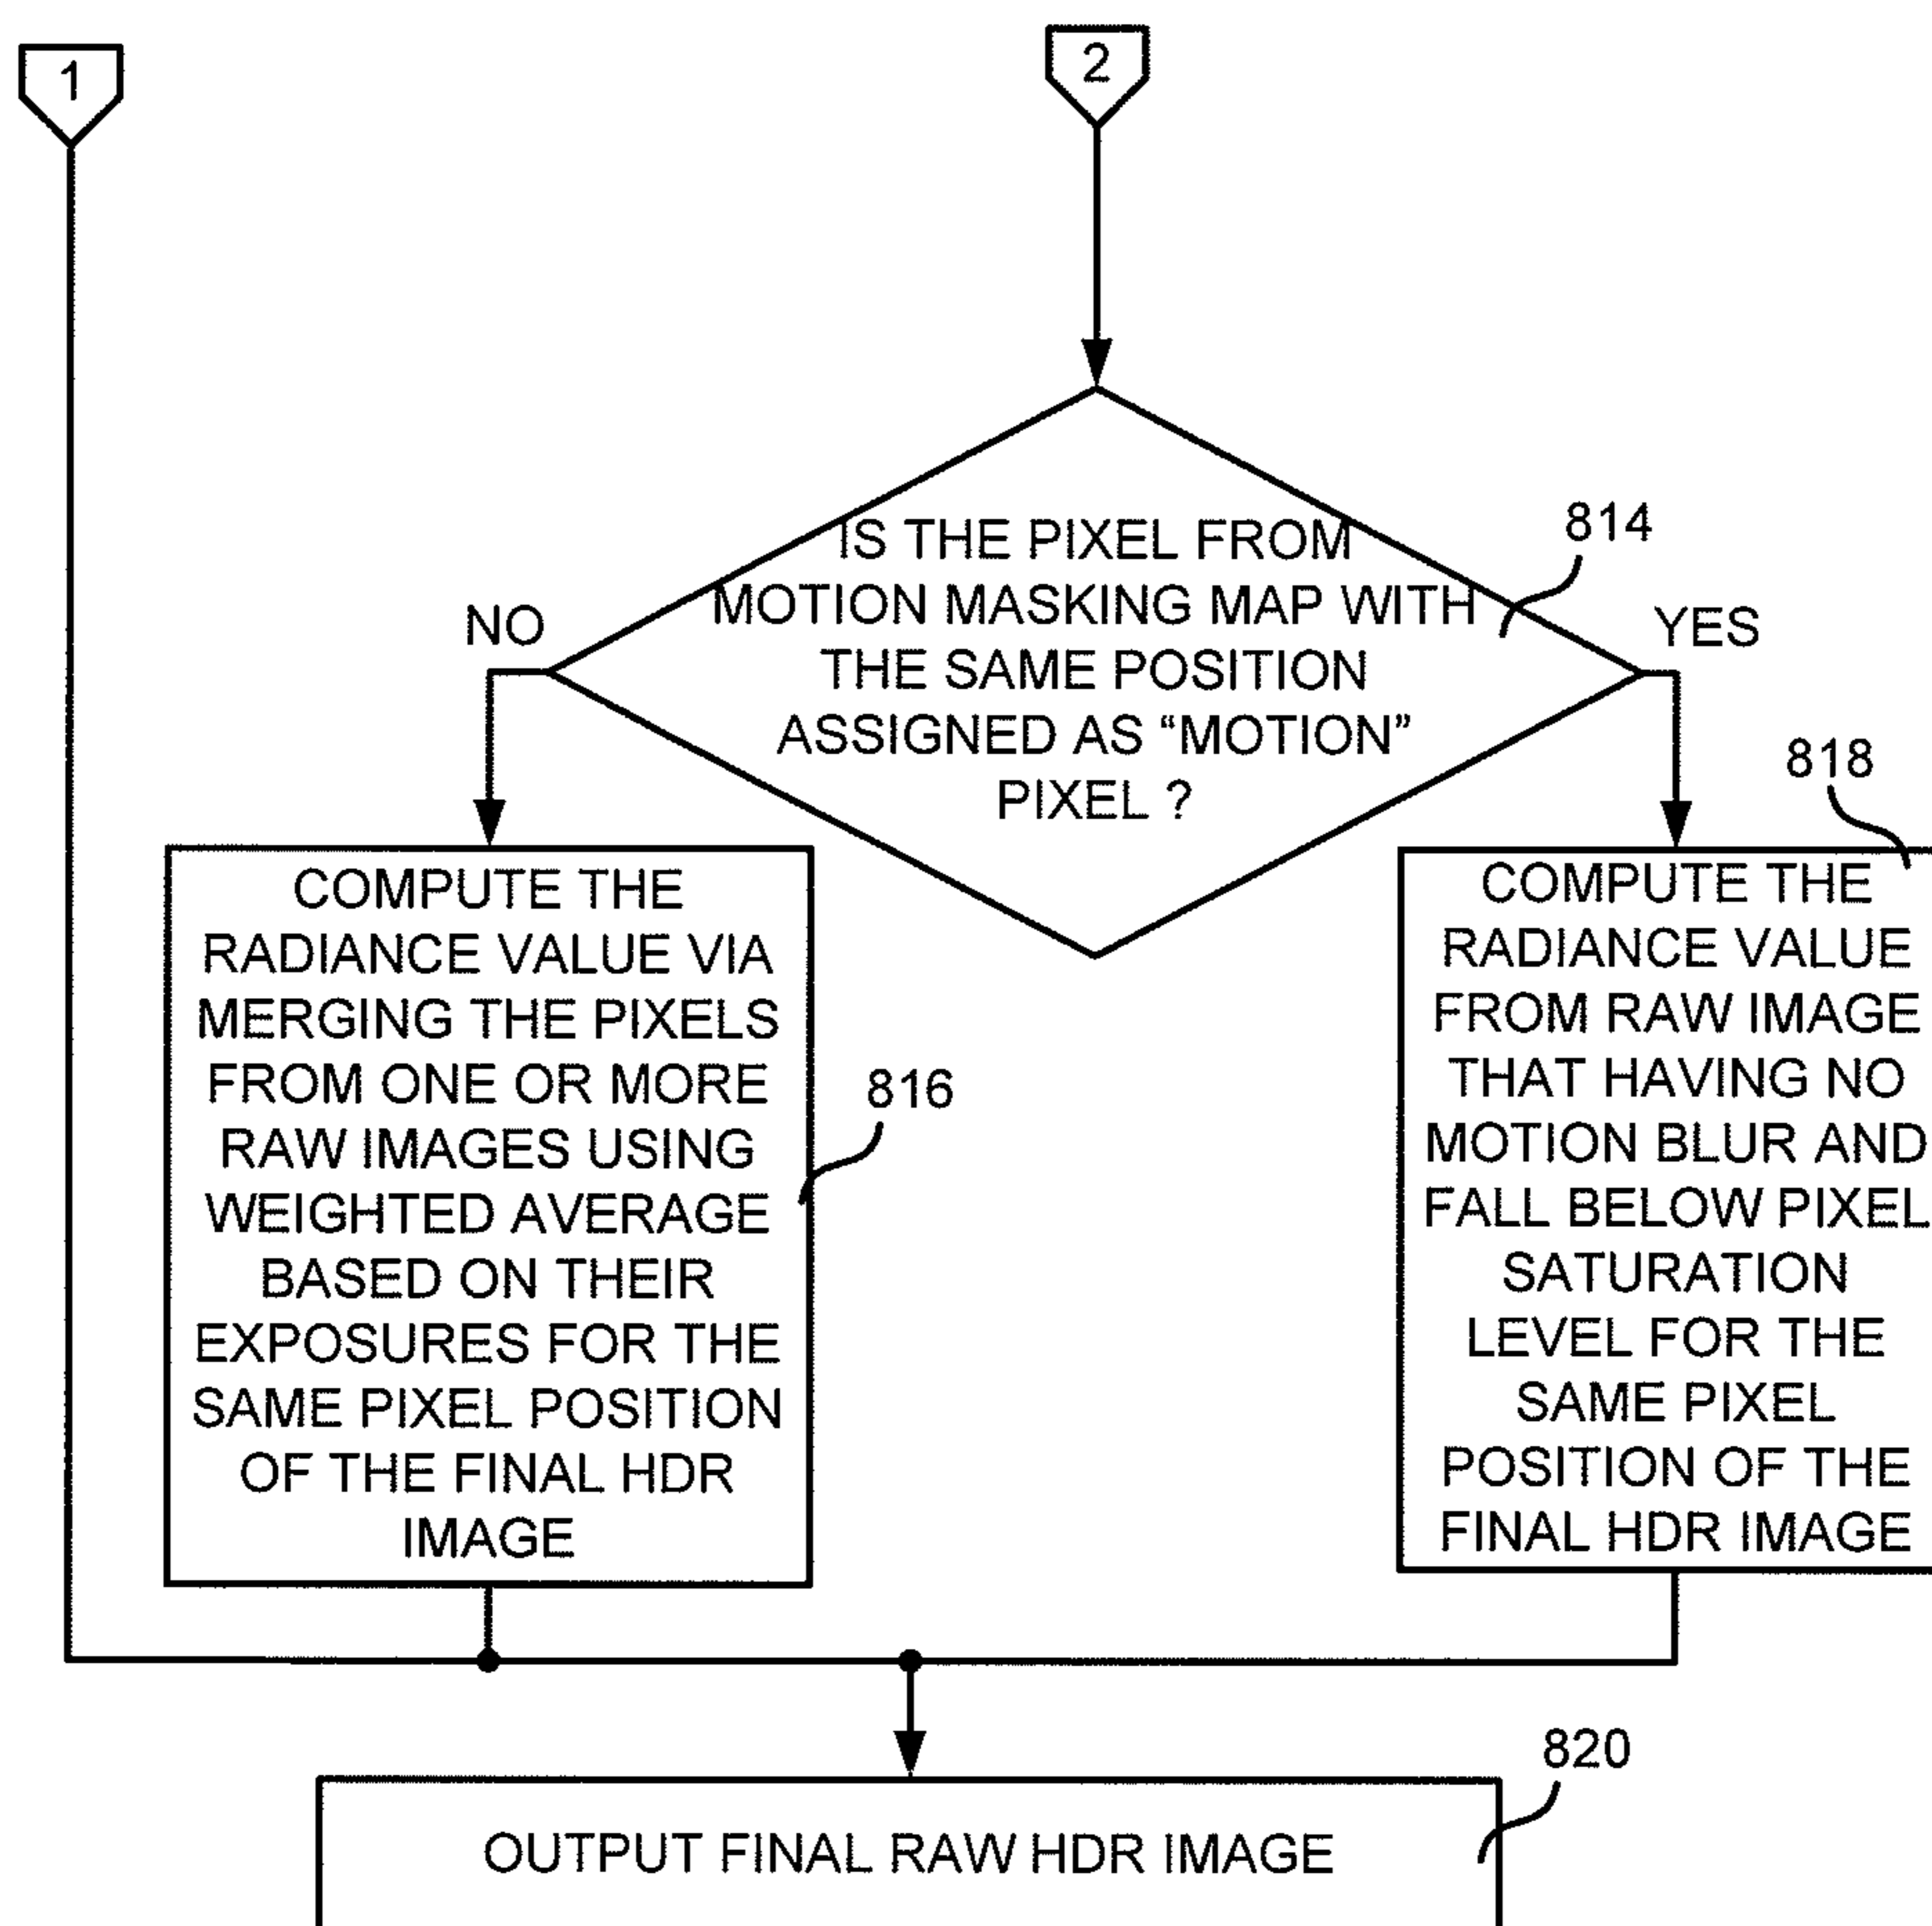 1
2
IS THE PIXEL FROM
MOTION MASKING MAP WITH
THE SAME POSITION
ASSIGNED AS “MOTION”
PIXEL ?
814
NO
YES
COMPUTE THE
RADIANCE VALUE VIA
MERGING THE PIXELS
FROM ONE OR MORE
RAW IMAGES USING
WEIGHTED AVERAGE
BASED ON THEIR
EXPOSURES FOR THE
SAME PIXEL POSITION
OF THE FINAL HDR
IMAGE
816
818
COMPUTE THE
RADIANCE VALUE
FROM RAW IMAGE
THAT HAVING NO
MOTION BLUR AND
FALL BELOW PIXEL
SATURATION
LEVEL FOR THE
SAME PIXEL
POSITION OF THE
FINAL HDR IMAGE
820
OUTPUT FINAL RAW HDR IMAGE